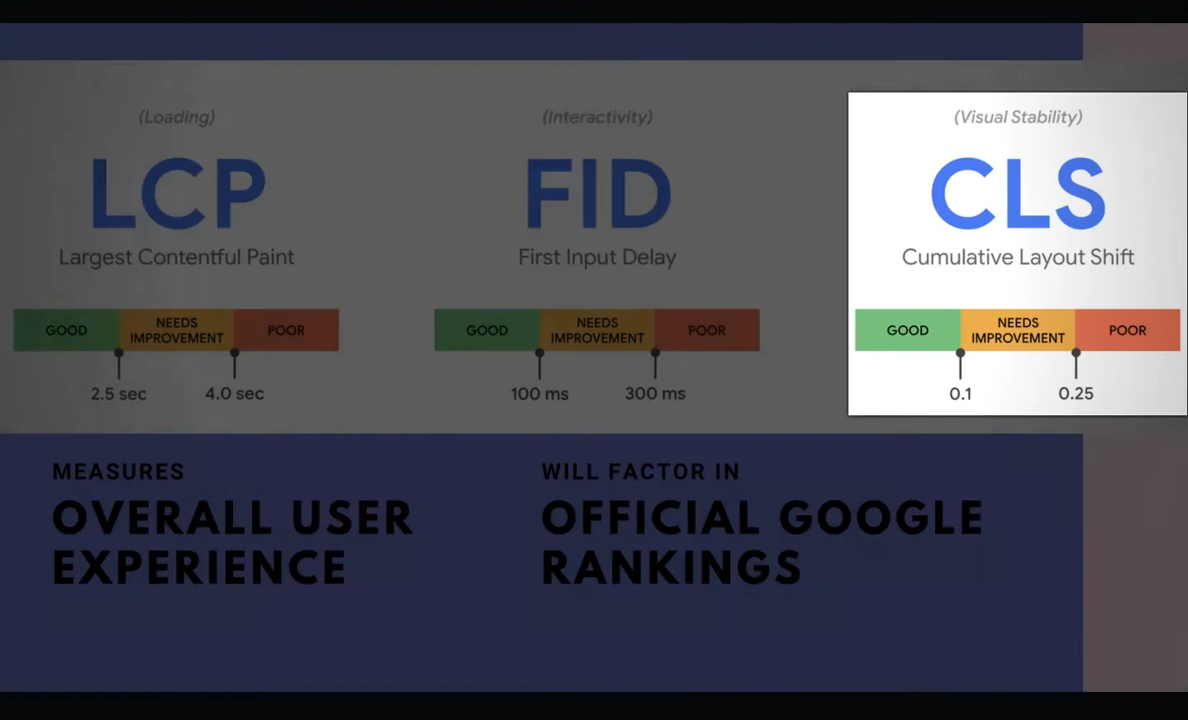 (Loading)
LCP
Largest Contentful Paint
GOOD
NEEDS
IMPROVEMENT
POOR
2.5 sec
4.0 sec
(Interactivity)
FID
First Input Delay
GOOD
NEEDS
IMPROVEMENT
POOR
100 ms
300 ms
(Visual Stability)
CLS
Cumulative Layout Shift
GOOD
NEEDS
IMPROVEMENT
POOR
0.1
0.25
MEASURES
OVERALL USER
EXPERIENCE
WILL FACTOR IN
OFFICIAL GOOGLE
RANKINGS